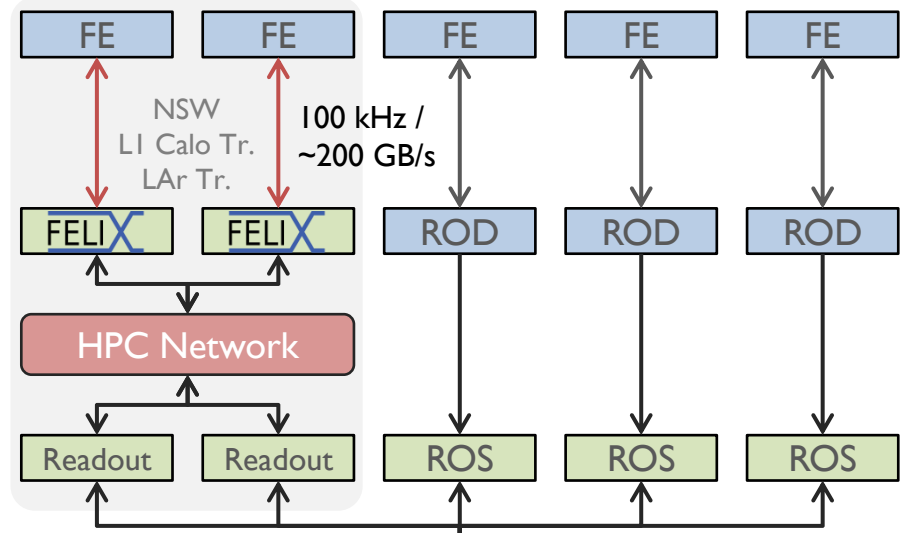 FE FE FE FE FE
NSW
L1 Calo Tr.
LAr Tr.
100 kHz /
~200 GB/s
FELIX FELIX ROD ROD ROD
HPC Network
Readout Readout ROS ROS ROS